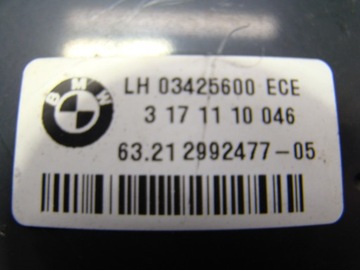 BMW
LH 03425600 ECE
3 17 11 10 046
63.21 2992477-05